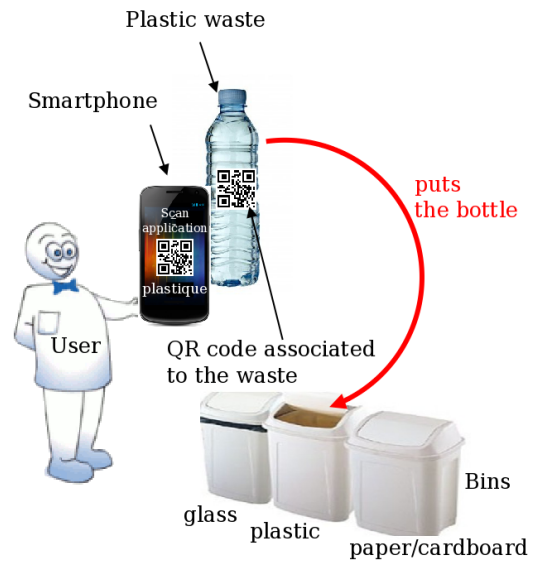 Plastic waste
Smartphone
Scan
application
plastique
puts
the bottle
User
QR code associated
to the waste
Bins
glass
plastic
paper/cardboard